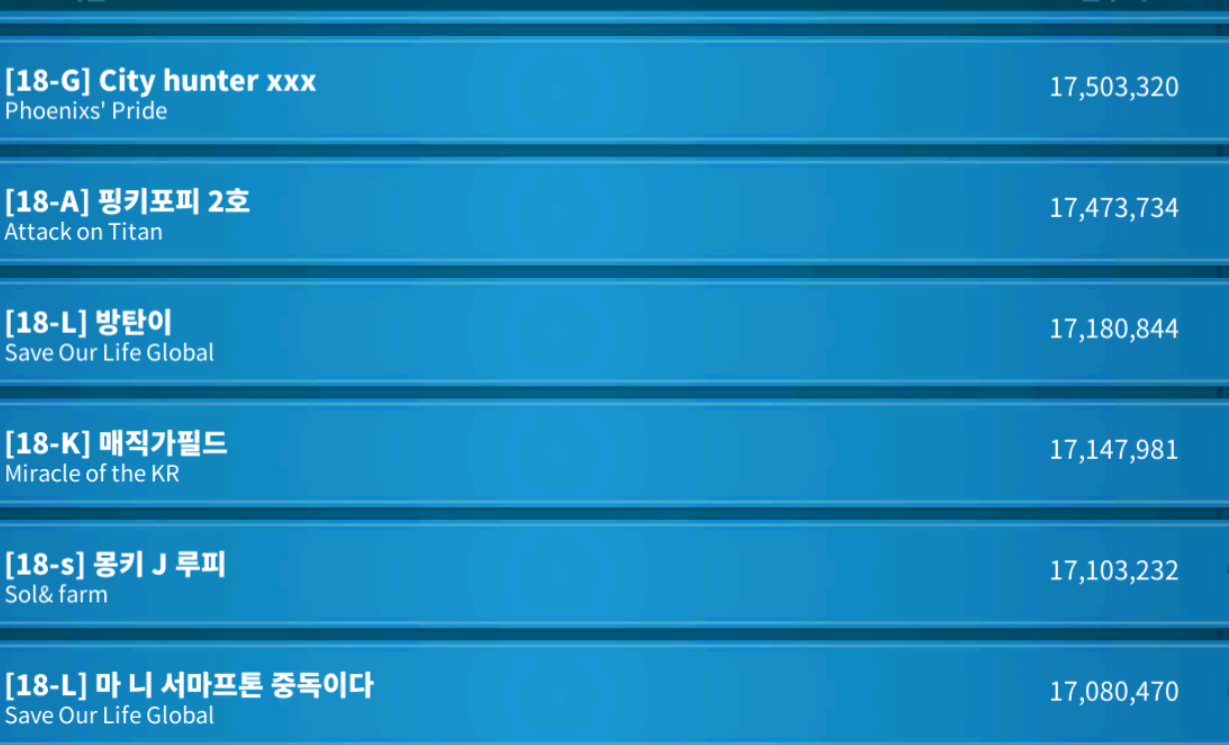 [18-G] City hunter xxx
17,503,320
Phoenixs' Pride
[18-A] 핑키포피 2호
17,473,734
Attack on Titan
[18-L] 방탄이
17,180,844
Save Our Life Global
[18-K] 매직가필드
17,147,981
Miracle of the KR
[18-s] 몽키 J 루피
17,103,232
Sol& farm
[18-L] 마 니 서마프톤 중독이다
17,080,470
Save Our Life Global